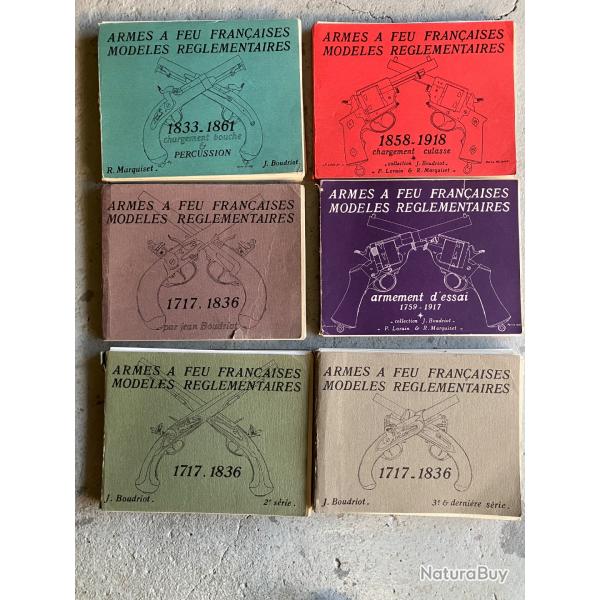 ARMES A FEU FRANÇAISES
MODELES REGLEMENTAIRES
1833-1861
chargement bouche
&
PERCUSSION
R. Marquiset - J. Boudriot -
ARMES A FEU FRANÇAISES
MODELES REGLEMENTAIRES
1858-1918
chargement culasse
- collection J. Boudriot -
- P. Lorain & R. Marquiset -
ARMES A FEU FRANÇAISES
MODELES REGLEMENTAIRES
1717. 1836
- par Jean Boudriot -
ARMES A FEU FRANÇAISES
MODELES REGLEMENTAIRES
armement d'essai
1759-1917
- collection J. Boudriot -
- P. Lorain & R. Marquiset -
ARMES A FEU FRANÇAISES
MODELES REGLEMENTAIRES
1717. 1836
J. Boudriot - 2e série -
ARMES A FEU FRANÇAISES
MODELES REGLEMENTAIRES
1717-1836
J. Boudriot - 3e & dernière série -
NaturaBuy